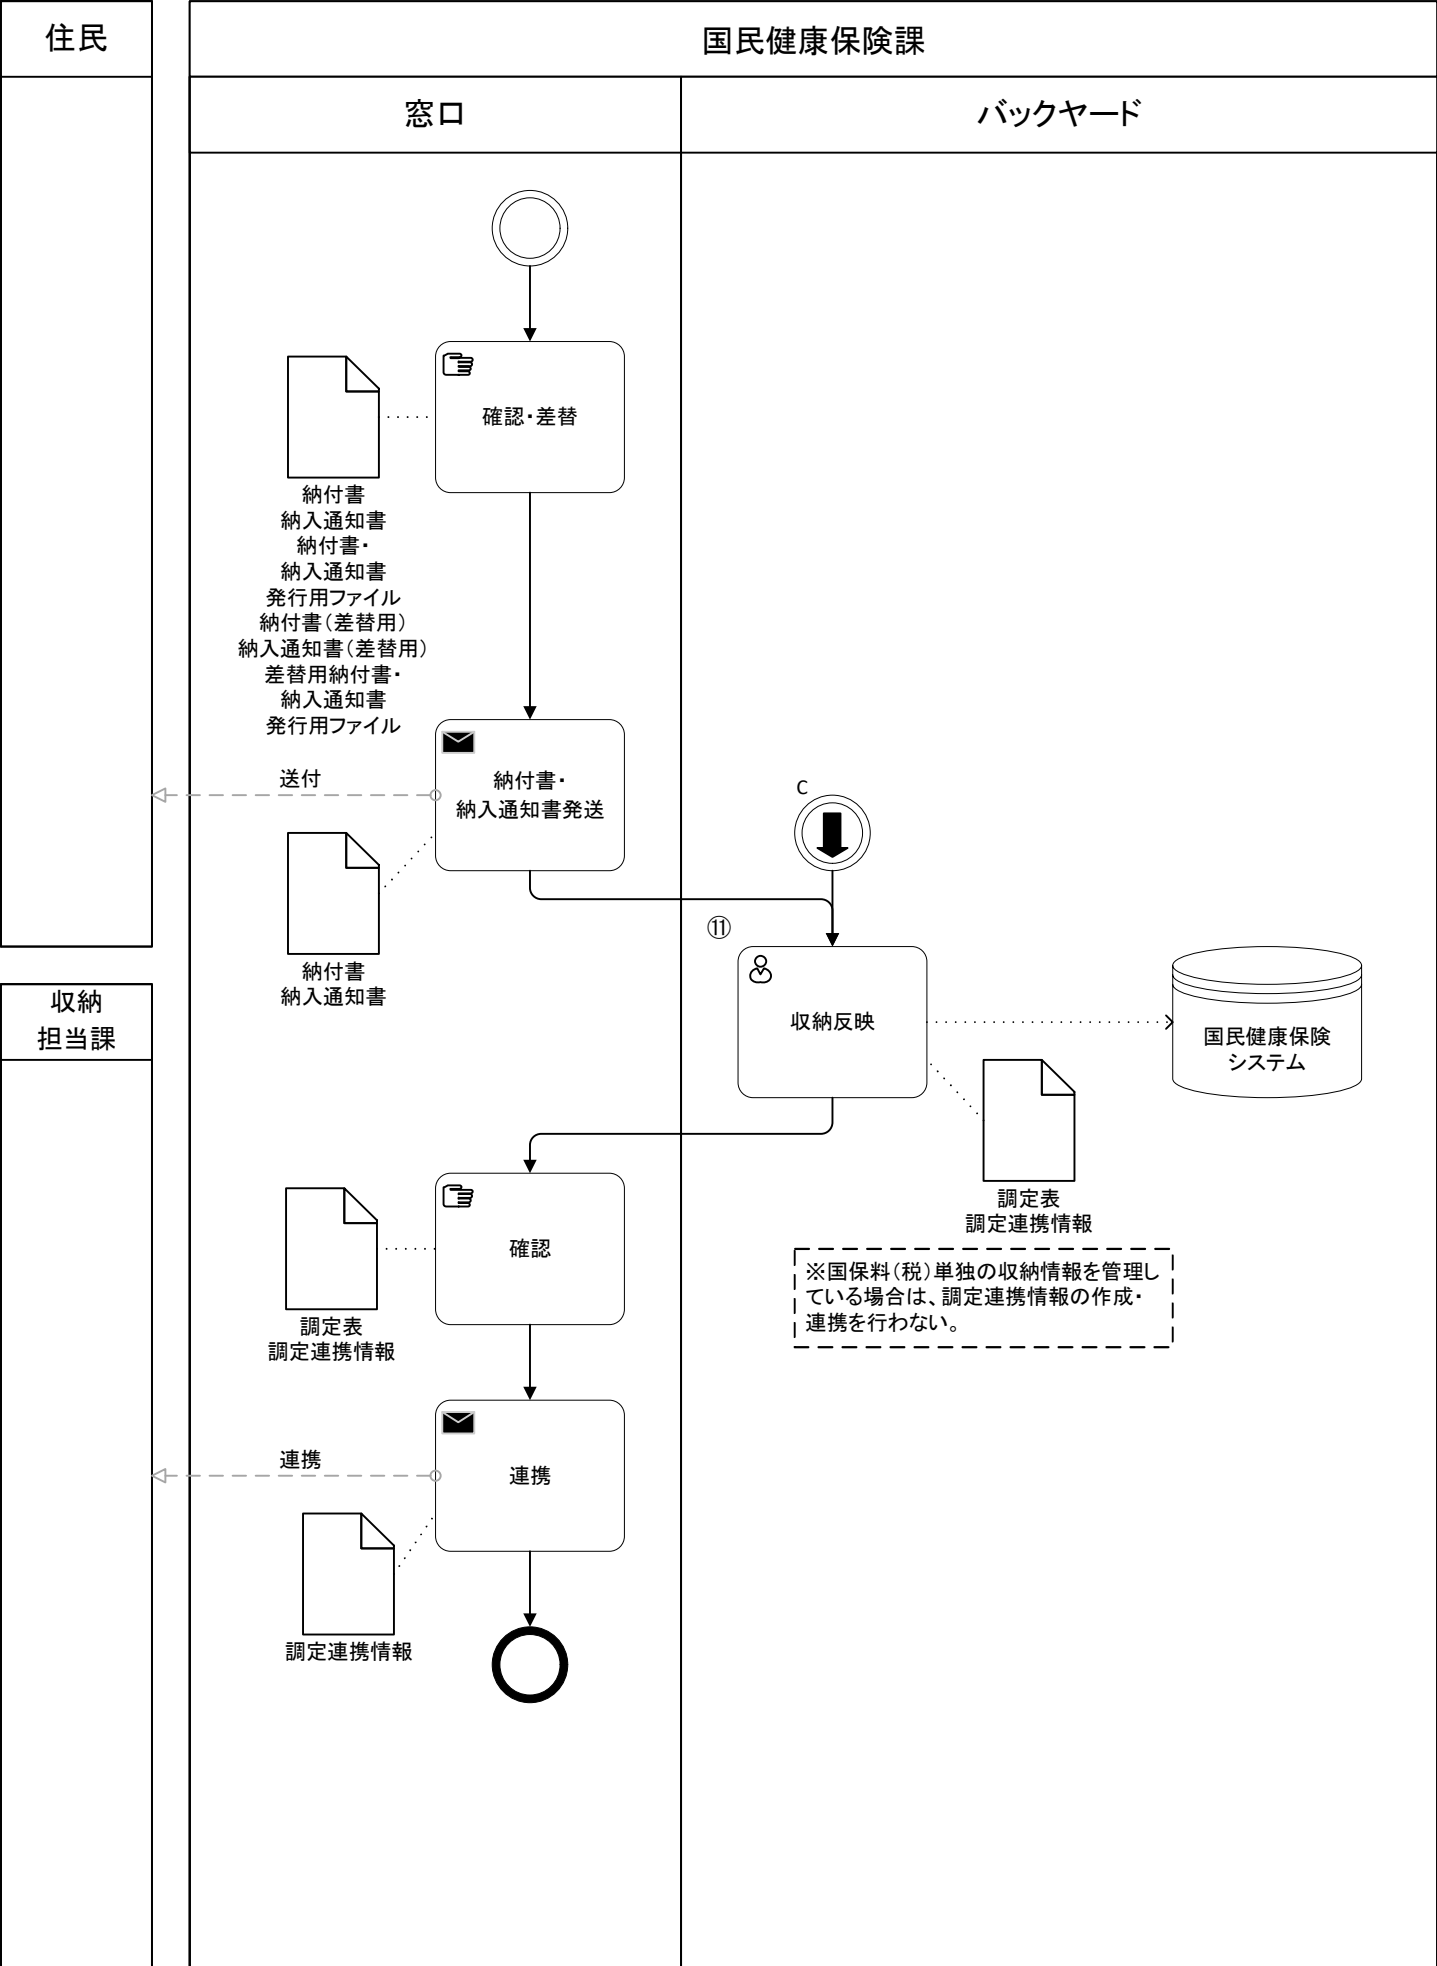 住民
国民健康保険課
窓口
バックヤード
確認・差替
納付書
納入通知書
納付書・
納入通知書
発行用ファイル
納付書（差替用）
納入通知書（差替用）
差替用納付書・
納入通知書
発行用ファイル
送付
納付書・
納入通知書発送
C
納付書
納入通知書
⑪
収納反映
国民健康保険
システム
収納
担当課
調定表
調定連携情報
※国保料（税）単独の収納情報を管理し
ている場合は、調定連携情報の作成・
連携を行わない。
確認
調定表
調定連携情報
連携
連携
調定連携情報